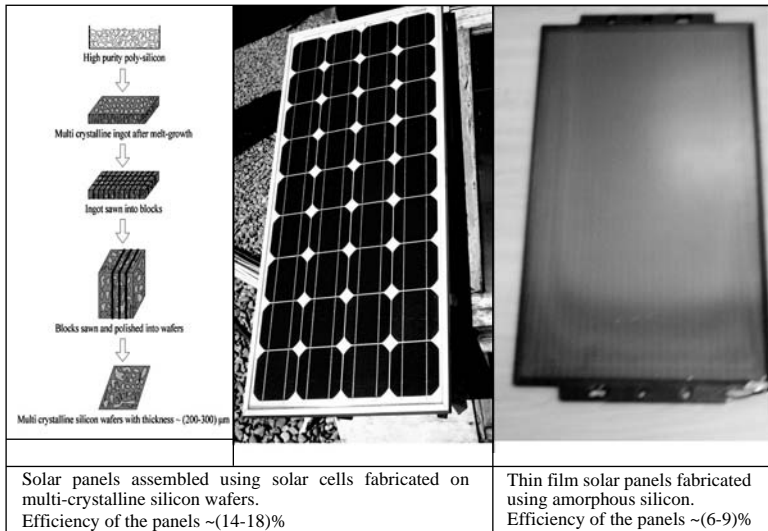 High purity poly-silicon
Multi crystalline ingot after melt-growth
Ingot sawn into blocks
Blocks sawn and polished into wafers
Multi crystalline silicon wafers with thickness ~ (200-300) μm
Solar panels assembled using solar cells fabricated on
multi-crystalline silicon wafers.
Efficiency of the panels ~(14-18)%
Thin film solar panels fabricated
using amorphous silicon.
Efficiency of the panels ~(6-9)%